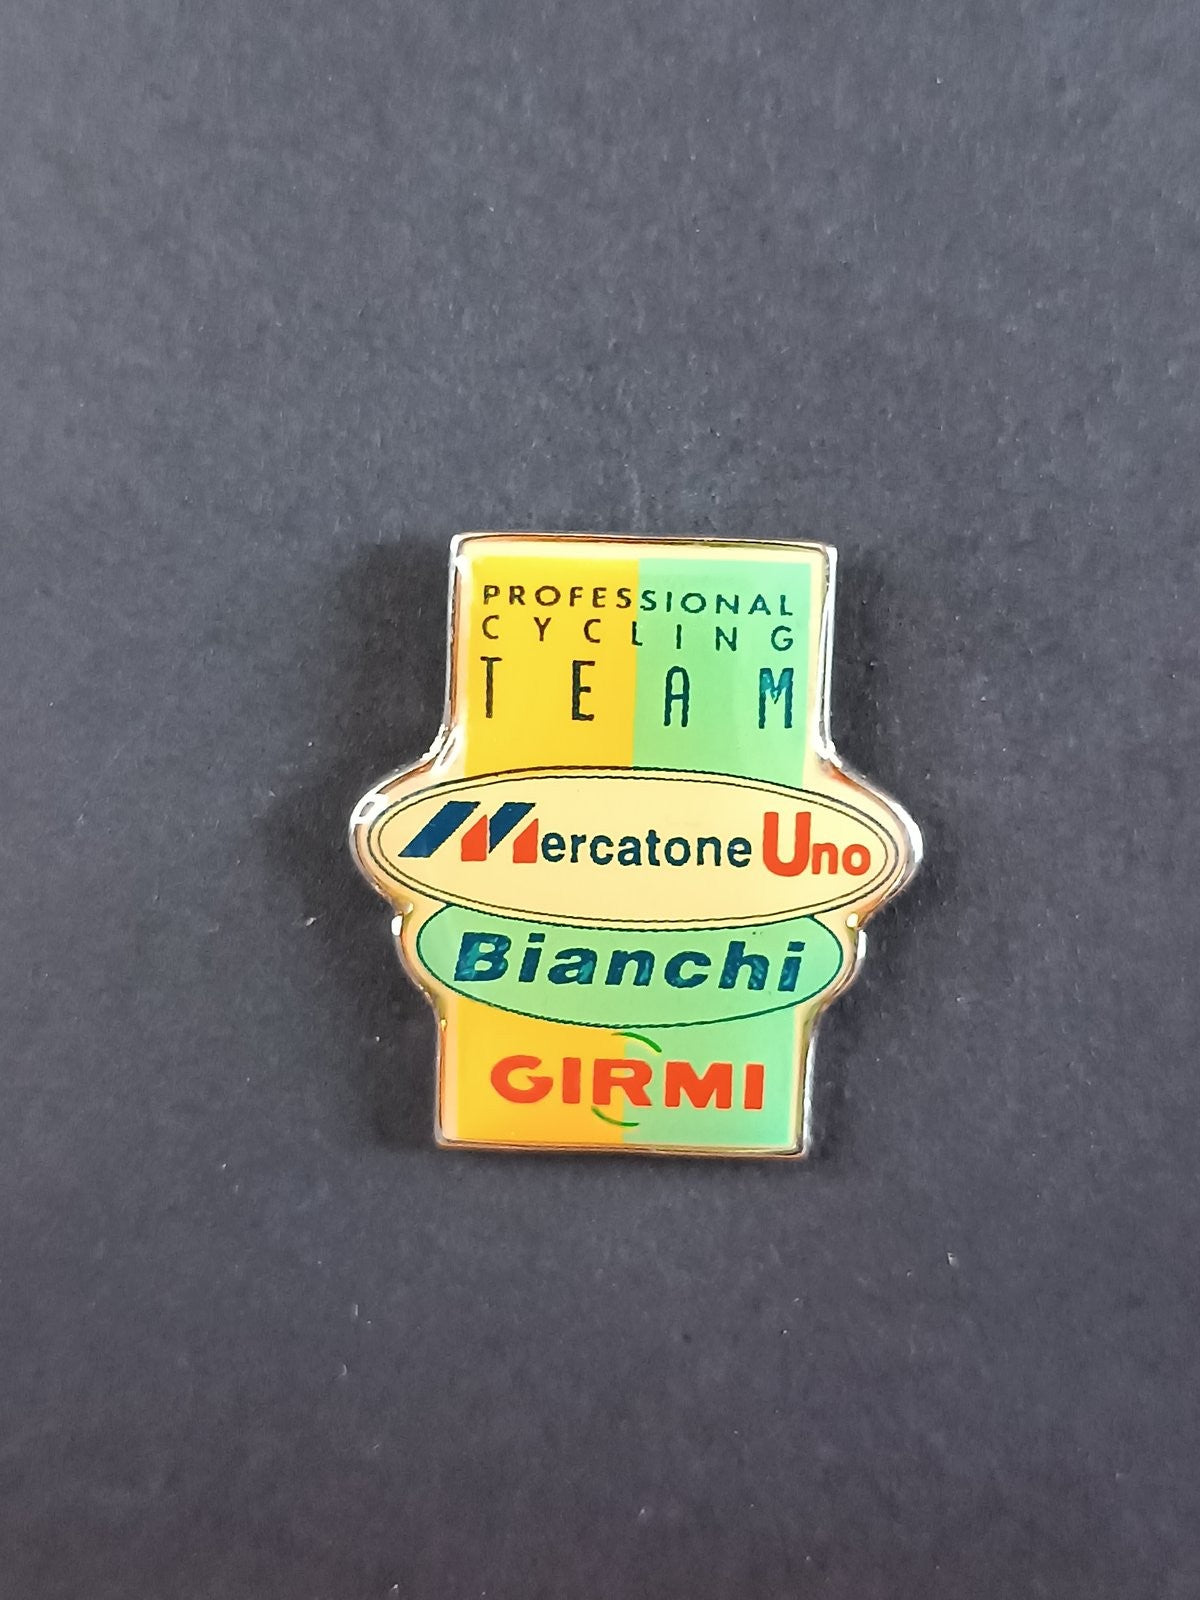 PROFESSIONAL
CYCLING
TEAM
Mercatone Uno
Bianchi
GIRMI